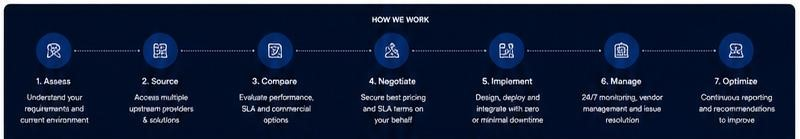 HOW WE WORK
1. Assess
Understand your
requirements and
current environment
2. Source
Access multiple
upstream providers
& solutions
3. Compare
Evaluate performance,
SLA and commercial
options
4. Negotiate
Secure best pricing
and SLA terms on
your behalf
5. Implement
Design, deploy and
integrate with zero
or minimal downtime
6. Manage
24/7 monitoring, vendor
management and issue
resolution
7. Optimize
Continuous reporting
and recommendations
to improve